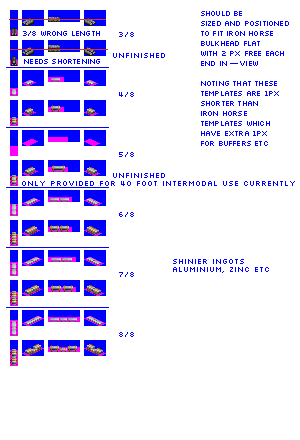 3/8
3/8 WRONG LENGTH
UNFINISHED
NEEDS SHORTENING
4/8
5/8
UNFINISHED
ONLY PROVIDED FOR 40 FOOT INTERMODAL USE CURRENTLY
6/8
7/8
8/8
SHOULD BE
SIZED AND POSITIONED
TO FIT IRON HORSE
BULKHEAD FLAT
WITH 2 PX FREE EACH
END IN -- VIEW
NOTING THAT THESE
TEMPLATES ARE 1PX
SHORTER THAN
IRON HORSE
TEMPLATES WHICH
HAVE EXTRA 1PX
FOR BUFFERS ETC
SHINIER INGOTS
ALUMINIUM, ZINC ETC